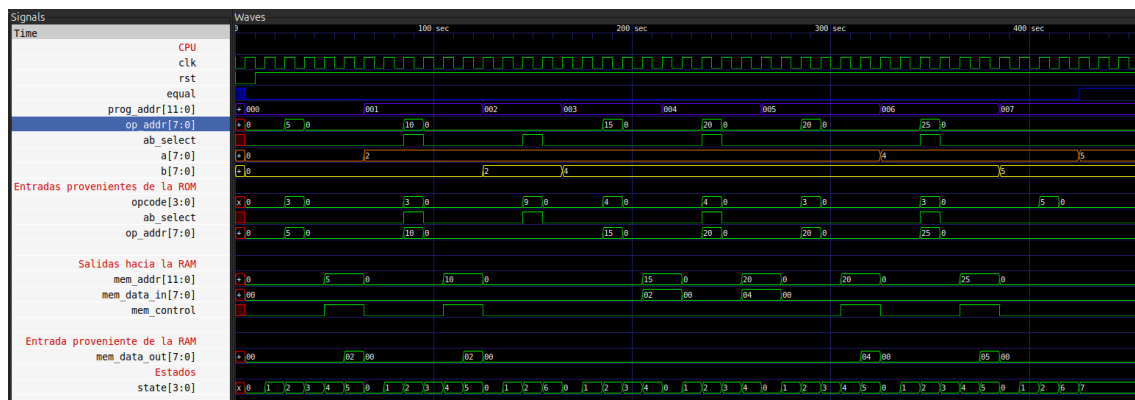 Signals
Waves
Time
0 100 sec 200 sec 300 sec 400 sec
CPU
clk
rst
equal
prog_addr[11:0] + 000 001 002 003 004 005 006 007
op_addr[7:0] + 0 5 0 10 0 15 0 20 0 20 0 25 0
ab_select
a[7:0] + 0 2 4 5
b[7:0] + 0 2 4 5
Entradas provenientes de la ROM
opcode[3:0] x 0 3 0 3 0 9 0 4 0 4 0 3 0 3 0 5 0
ab_select
op_addr[7:0] + 0 5 0 10 0 15 0 20 0 20 0 25 0
Salidas hacia la RAM
mem_addr[11:0] + 0 5 0 10 0 15 0 20 0 20 0 25 0
mem_data_in[7:0] + 00 02 00 04 00
mem_control
Entrada proveniente de la RAM
mem_data_out[7:0] + 00 02 00 02 00 04 00 05 00
Estados
state[3:0] x 0 1 2 3 4 5 0 1 2 3 4 5 0 1 2 6 0 1 2 3 4 0 1 2 3 4 0 1 2 3 4 5 0 1 2 3 4 5 0 1 2 6 7